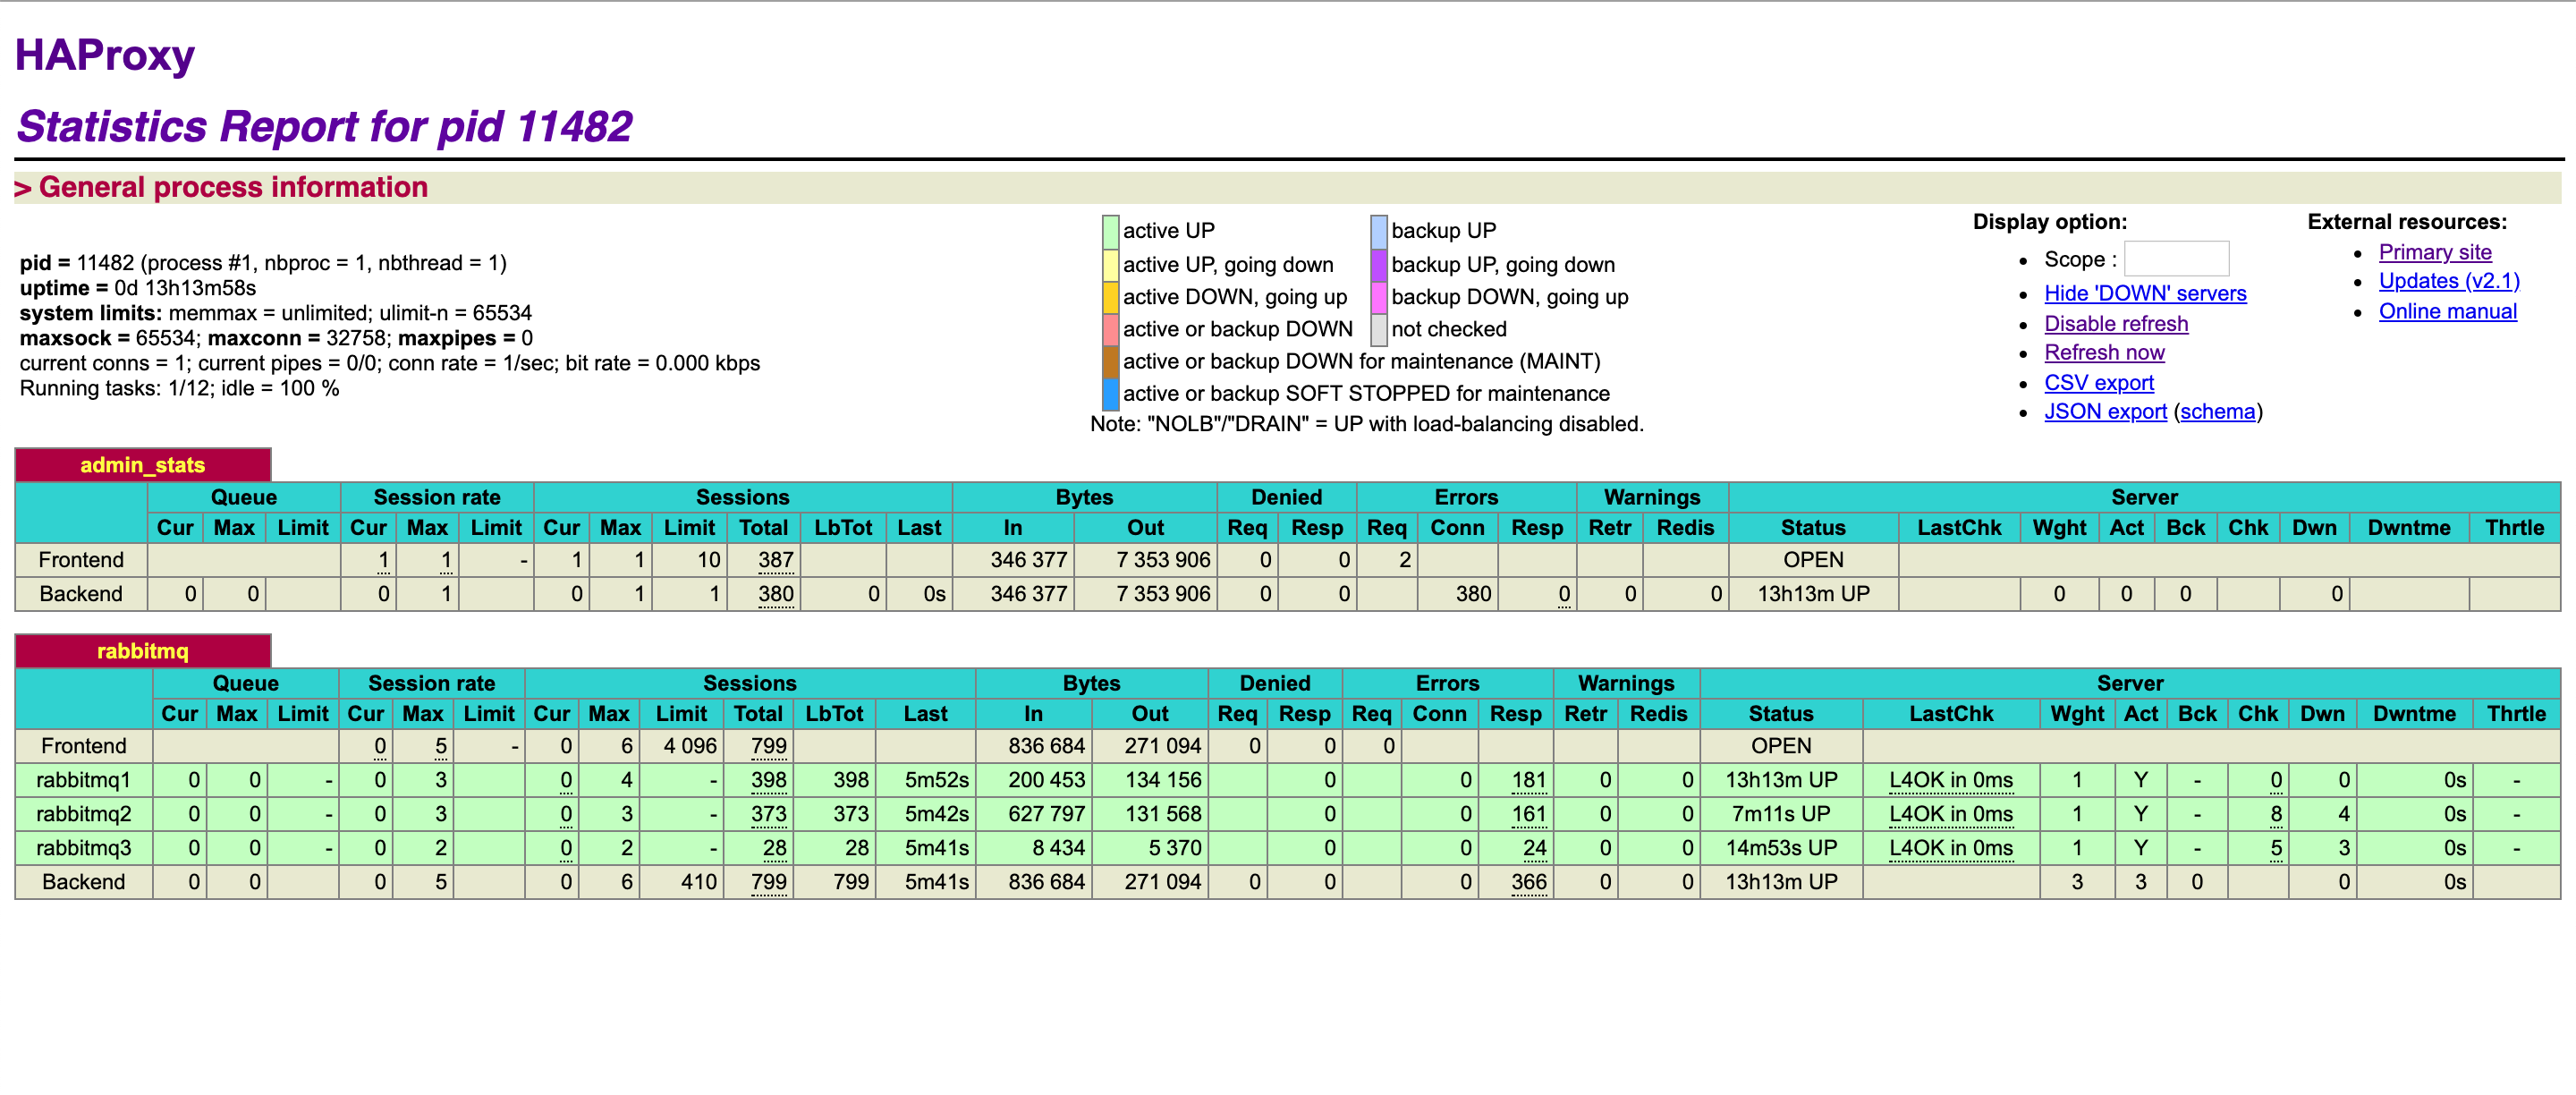 HAProxy
Statistics Report for pid 11482
> General process information
pid = 11482 (process #1, nbproc = 1, nbthread = 1)
uptime = 0d 13h13m58s
system limits: memmax = unlimited; ulimit-n = 65534
maxsock = 65534; maxconn = 32758; maxpipes = 0
current conns = 1; current pipes = 0/0; conn rate = 1/sec; bit rate = 0.000 kbps
Running tasks: 1/12; idle = 100 %
active UP backup UP
active UP, going down backup UP, going down
active DOWN, going up backup DOWN, going up
active or backup DOWN not checked
active or backup DOWN for maintenance (MAINT)
active or backup SOFT STOPPED for maintenance
Note: "NOLB"/"DRAIN" = UP with load-balancing disabled.
Display option:
• Scope :
• Hide 'DOWN' servers
• Disable refresh
• Refresh now
• CSV export
• JSON export (schema)
External resources:
• Primary site
• Updates (v2.1)
• Online manual
admin_stats
Queue Session rate Sessions Bytes Denied Errors Warnings Server
Cur Max Limit Cur Max Limit Cur Max Limit Total LbTot Last In Out Req Resp Req Conn Resp Retr Redis Status LastChk Wght Act Bck Chk Dwn Dwntme Thrtle
Frontend 1 1 - 1 1 10 387 346 377 7 353 906 0 0 2 OPEN
Backend 0 0 0 1 0 1 1 380 0 0s 346 377 7 353 906 0 0 380 0 0 0 13h13m UP 0 0 0 0
rabbitmq
Queue Session rate Sessions Bytes Denied Errors Warnings Server
Cur Max Limit Cur Max Limit Cur Max Limit Total LbTot Last In Out Req Resp Req Conn Resp Retr Redis Status LastChk Wght Act Bck Chk Dwn Dwntme Thrtle
Frontend 0 5 - 0 6 4 096 799 836 684 271 094 0 0 0 OPEN
rabbitmq1 0 0 - 0 3 0 4 - 398 398 5m52s 200 453 134 156 0 0 181 0 0 13h13m UP L4OK in 0ms 1 Y - 0 0 0s -
rabbitmq2 0 0 - 0 3 0 3 - 373 373 5m42s 627 797 131 568 0 0 161 0 0 7m11s UP L4OK in 0ms 1 Y - 8 4 0s -
rabbitmq3 0 0 - 0 2 0 2 - 28 28 5m41s 8 434 5 370 0 0 24 0 0 14m53s UP L4OK in 0ms 1 Y - 5 3 0s -
Backend 0 0 0 5 0 6 410 799 799 5m41s 836 684 271 094 0 0 0 366 0 0 13h13m UP 3 3 0 0 0s